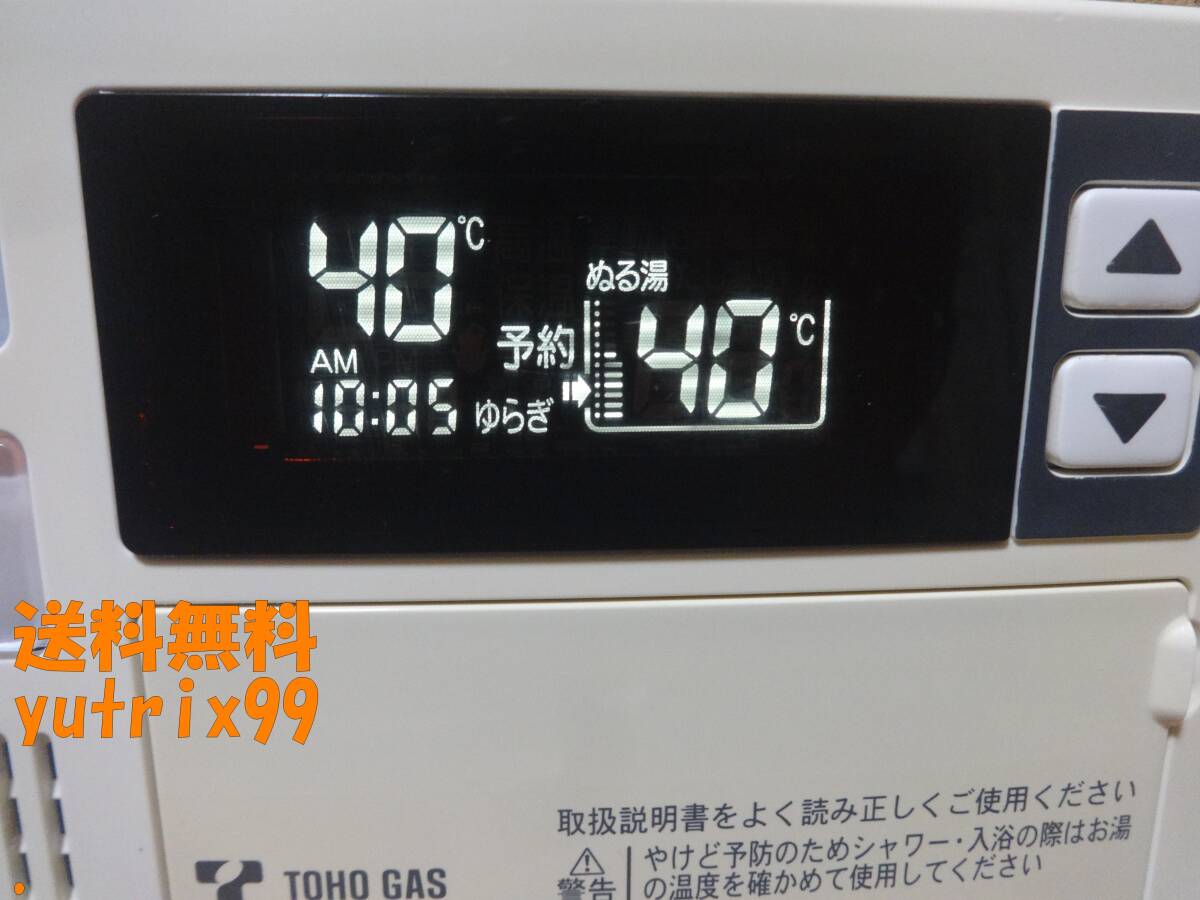 40℃
ぬる湯
予約
40℃
AM
10:05
ゆらぎ
▲
▼
送料無料
yutrix99
取扱説明書をよく読み正しくご使用ください
⚠
警告
やけど予防のためシャワー・入浴の際はお湯
の温度を確かめて使用してください
TOHO GAS